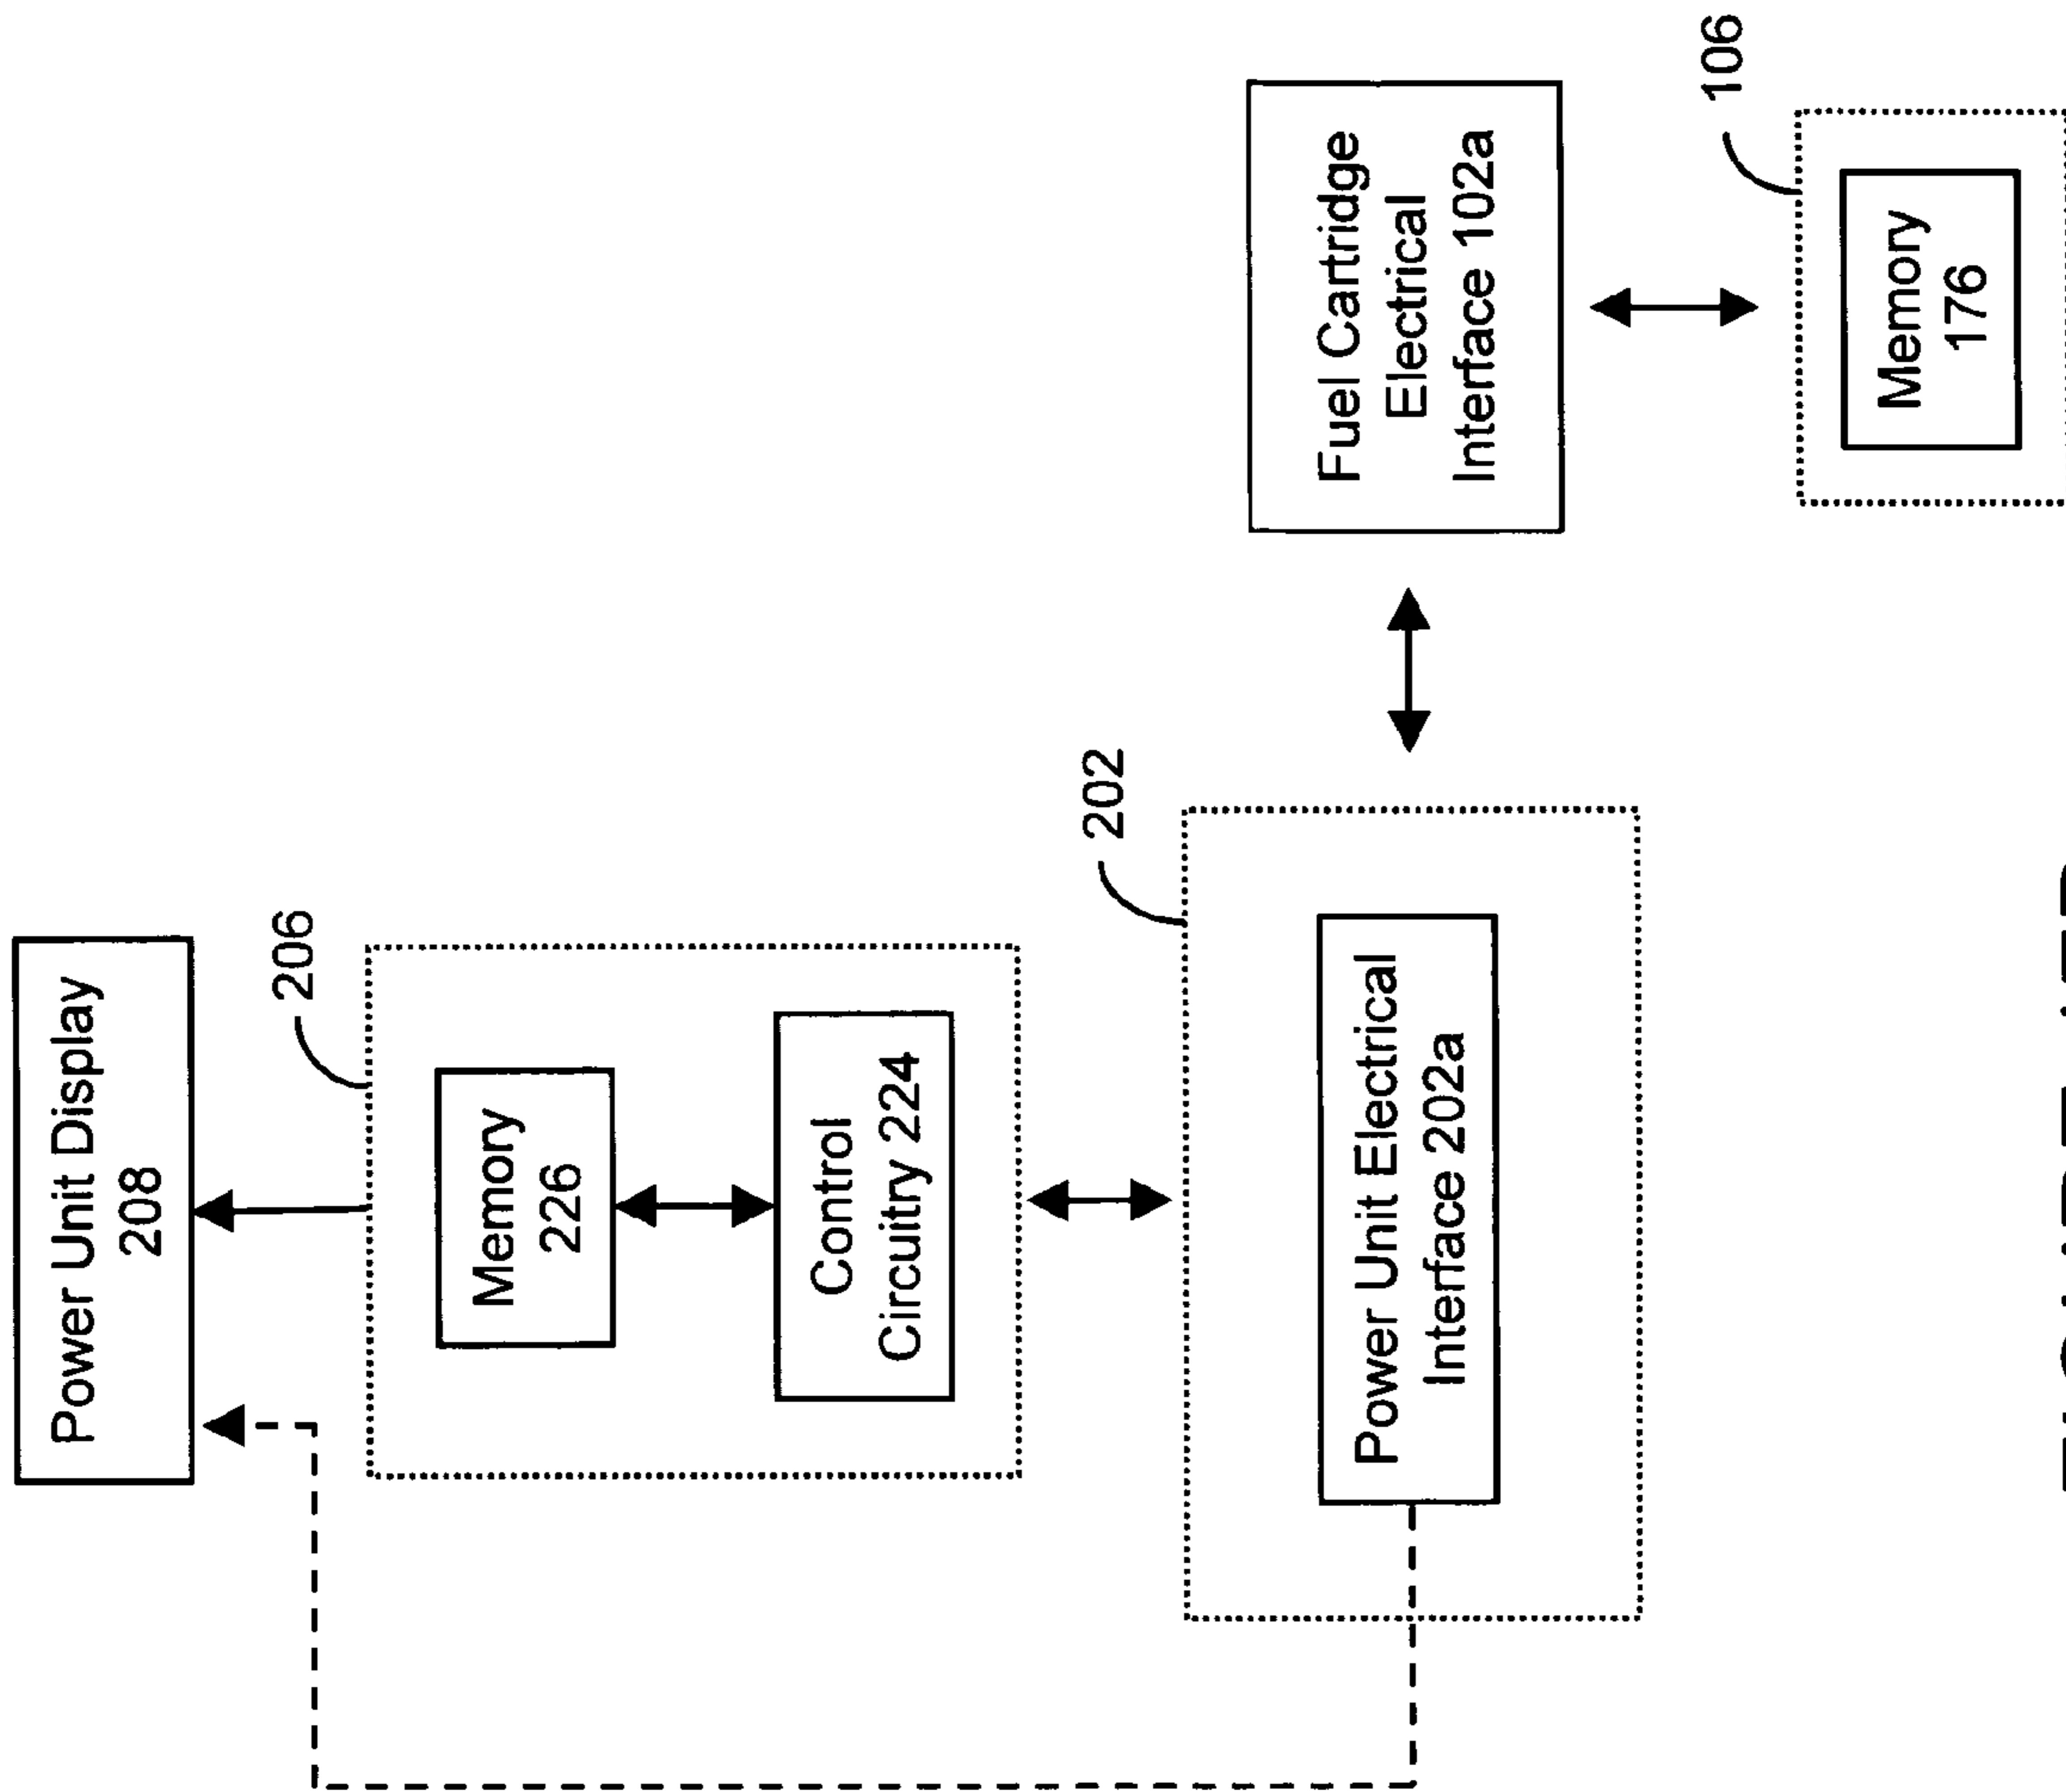 Power Unit Display
208
206
Memory
226
Control
Circuitry 224
202
Power Unit Electrical
Interface 202a
Fuel Cartridge
Electrical
Interface 102a
106
Memory
176